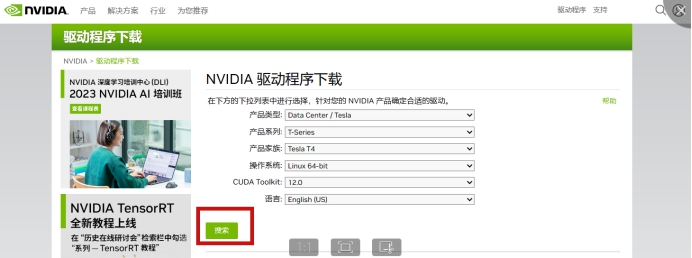 NVIDIA. 产品 解决方案 行业 为您推荐 驱动程序 支持
驱动程序下载
NVIDIA > 驱动程序下载
NVIDIA 深度学习培训中心 (DLI)
2023 NVIDIA AI 培训班
查看课程表
NVIDIA TensorRT
全新教程上线
在“历史在线研讨会”检索栏中勾选
“系列 — TensorRT 教程”
NVIDIA 驱动程序下载
在下方的下拉列表中进行选择，针对您的 NVIDIA 产品确定合适的驱动。 帮助
产品类型: Data Center / Tesla
产品系列: T-Series
产品家族: Tesla T4
操作系统: Linux 64-bit
CUDA Toolkit: 12.0
语言: English (US)
搜索
1:1